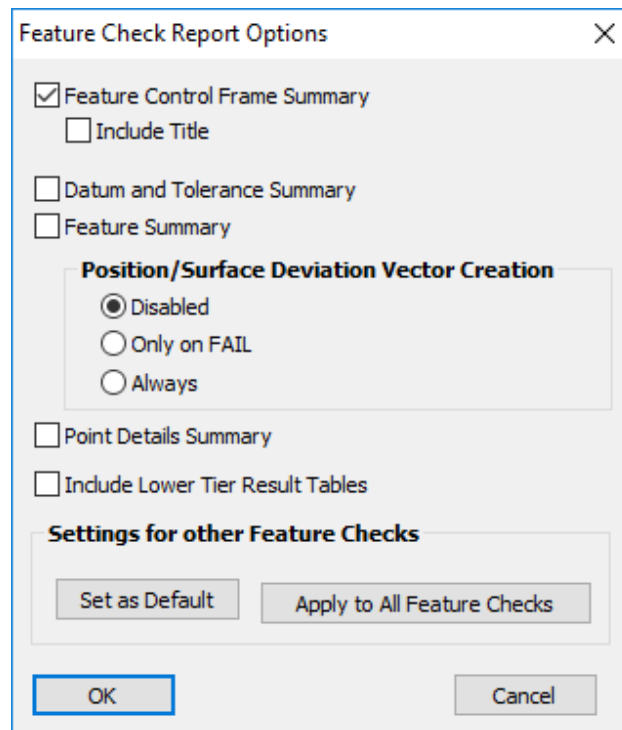 Feature Check Report Options
Feature Control Frame Summary
Include Title
Datum and Tolerance Summary
Feature Summary
Position/Surface Deviation Vector Creation
Disabled
Only on FAIL
Always
Point Details Summary
Include Lower Tier Result Tables
Settings for other Feature Checks
Set as Default
Apply to All Feature Checks
OK
Cancel